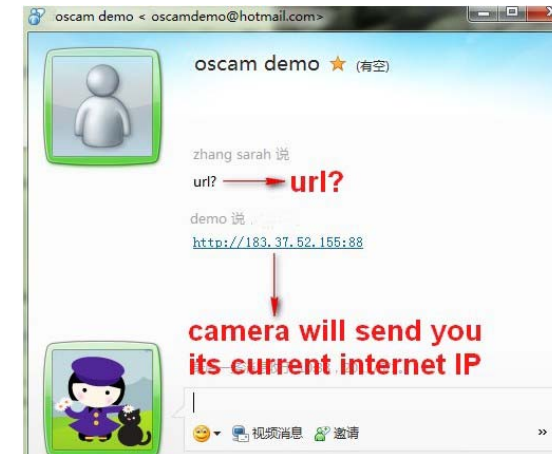 oscam demo < oscamdemo@hotmail.com>
oscam demo (有空)
zhang sarah 说
url? url?
demo 说
http://183.37.52.155:88
camera will send you
its current internet IP
视频消息 邀请 »